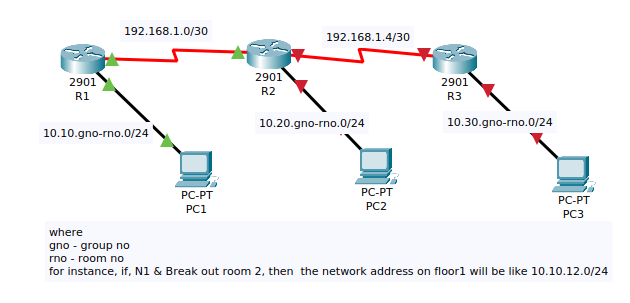 192.168.1.0/30
192.168.1.4/30
2901
R1
2901
R2
2901
R3
10.10.gno-rno.0/24
10.20.gno-rno.0/24
10.30.gno-rno.0/24
PC-PT
PC1
PC-PT
PC2
PC-PT
PC3
where
gno - group no
rno - room no
for instance, if, N1 & Break out room 2, then the network address on floor1 will be like 10.10.12.0/24